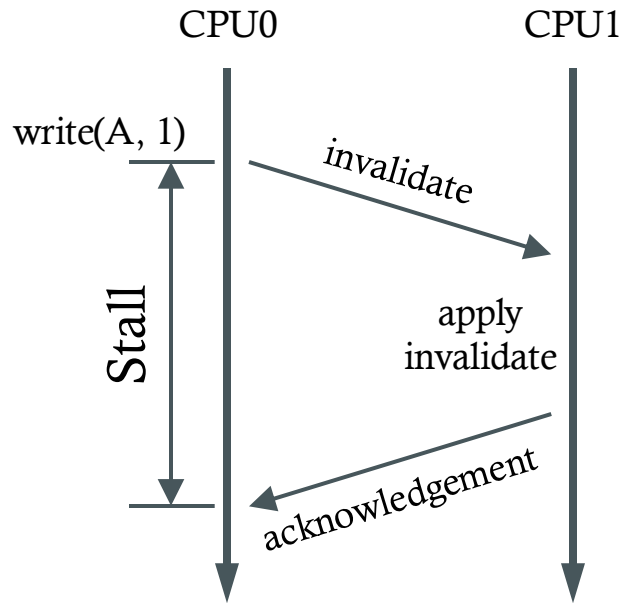 CPU0
CPU1
write(A, 1)
invalidate
Stall
apply
invalidate
acknowledgement